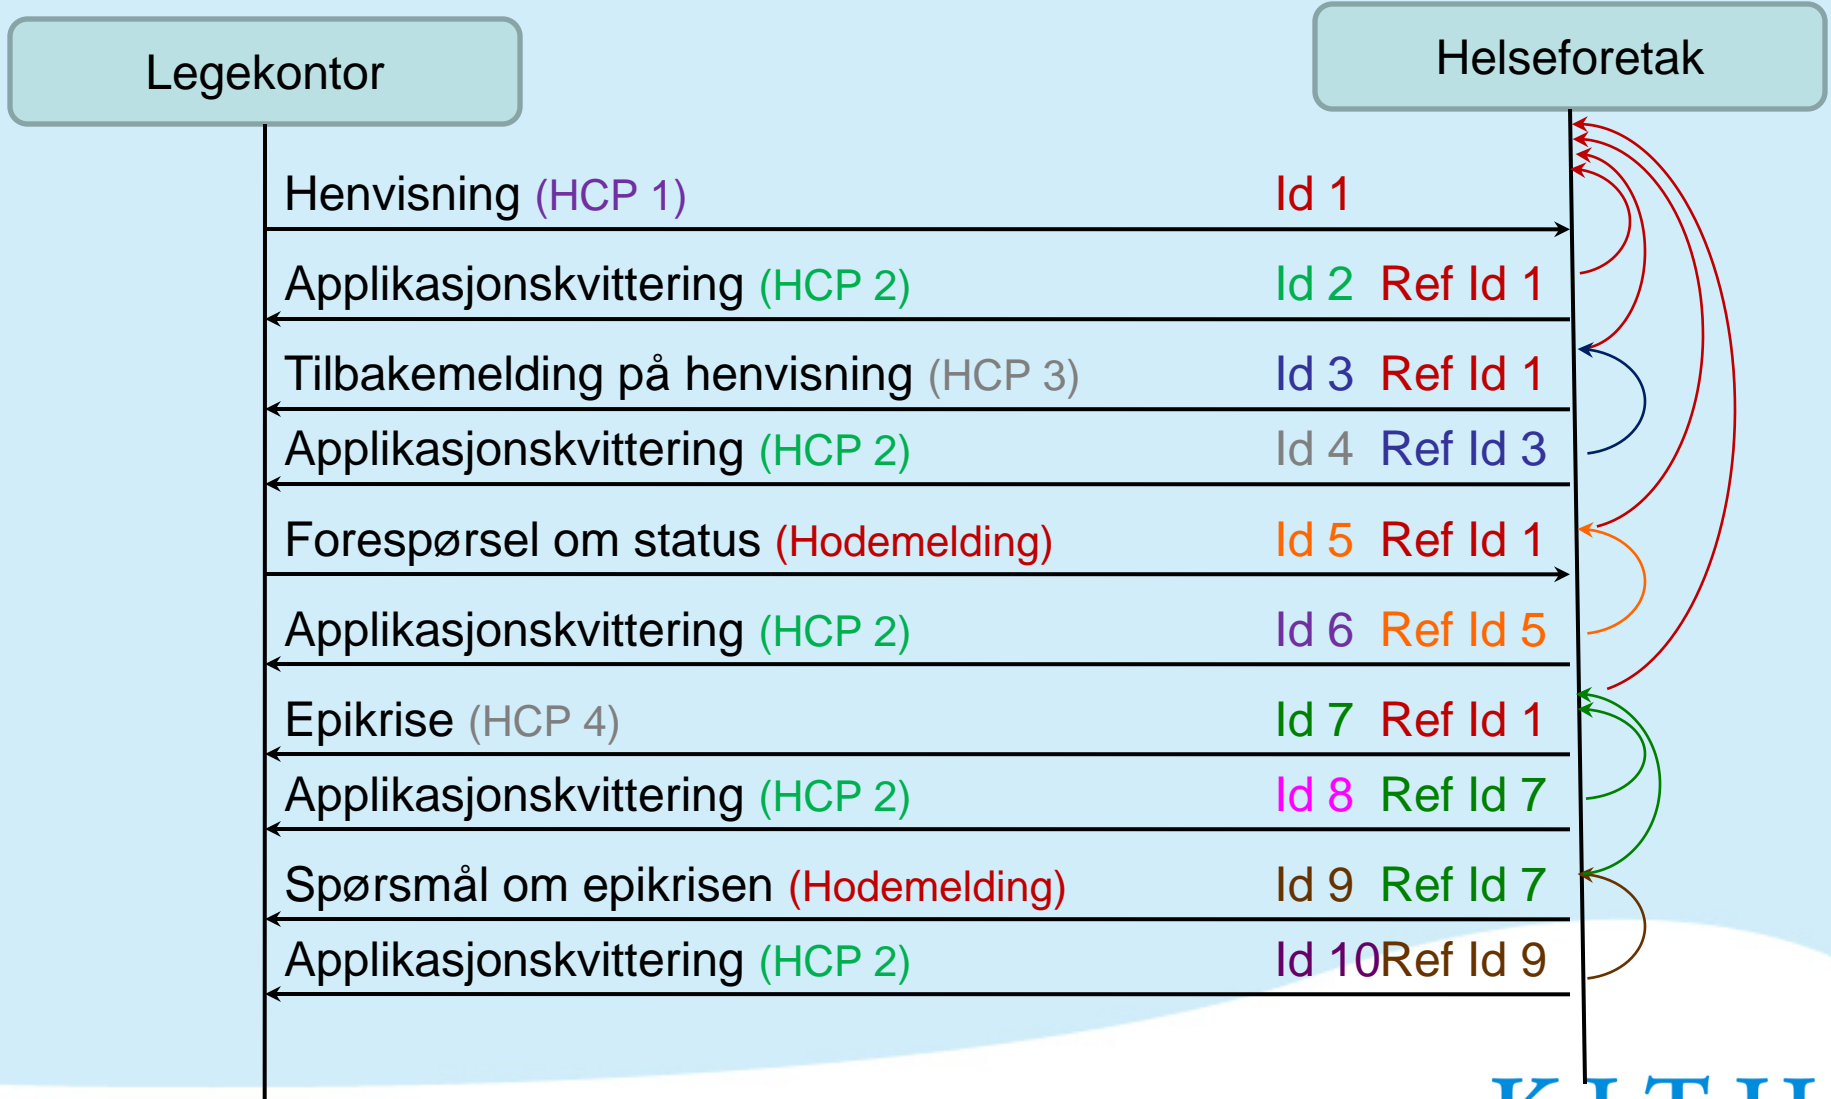 Legekontor
Helseforetak
Henvisning (HCP 1) Id 1
Applikasjonskvittering (HCP 2) Id 2 Ref Id 1
Tilbakemelding på henvisning (HCP 3) Id 3 Ref Id 1
Applikasjonskvittering (HCP 2) Id 4 Ref Id 3
Forespørsel om status (Hodemelding) Id 5 Ref Id 1
Applikasjonskvittering (HCP 2) Id 6 Ref Id 5
Epikrise (HCP 4) Id 7 Ref Id 1
Applikasjonskvittering (HCP 2) Id 8 Ref Id 7
Spørsmål om epikrisen (Hodemelding) Id 9 Ref Id 7
Applikasjonskvittering (HCP 2) Id 10 Ref Id 9
KITH